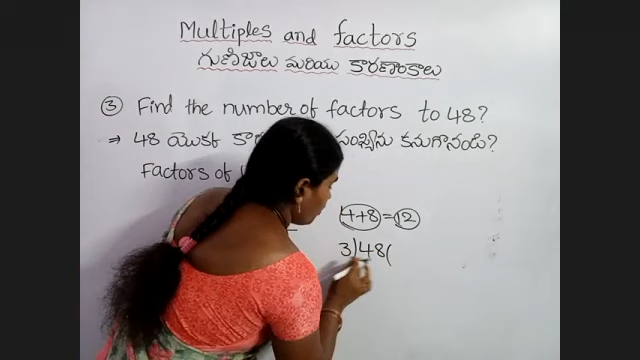 Multiples and factors
గుణిజాలు మరియు కారణాంకాలు
③ Find the number of factors to 48?
⇒ 48 యొక్క సంఖ్యను కనుగొనండి?
Factors of
4+8 = 12
3)48(